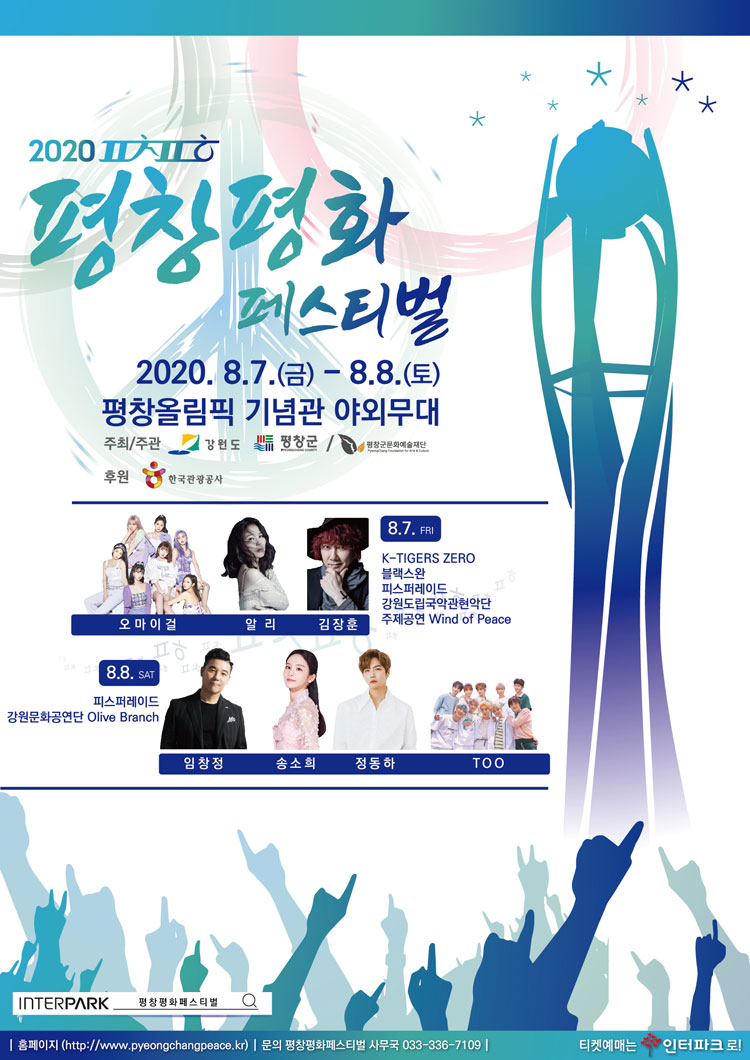 2020 ㅍㅊㅍㅎ
평창평화
페스티벌
2020. 8.7.(금) - 8.8.(토)
평창올림픽 기념관 야외무대
주최/주관 강원도 평창군 PYEONGCHANG COUNTY / 평창군문화예술재단 PyeongChang Foundation for Arts & Culture
후원 한국관광공사
8.7. FRI
K-TIGERS ZERO
블랙스완
피스퍼레이드
강원도립국악관현악단
주제공연 Wind of Peace
오마이걸 알리 김장훈
8.8. SAT
피스퍼레이드
강원문화공연단 Olive Branch
임창정 송소희 정동하 TOO
INTERPARK 평창평화페스티벌
| 홈페이지 (http://www.pyeongchangpeace.kr) | 문의 평창평화페스티벌 사무국 033-336-7109 | 티켓예매는 인터파크로!